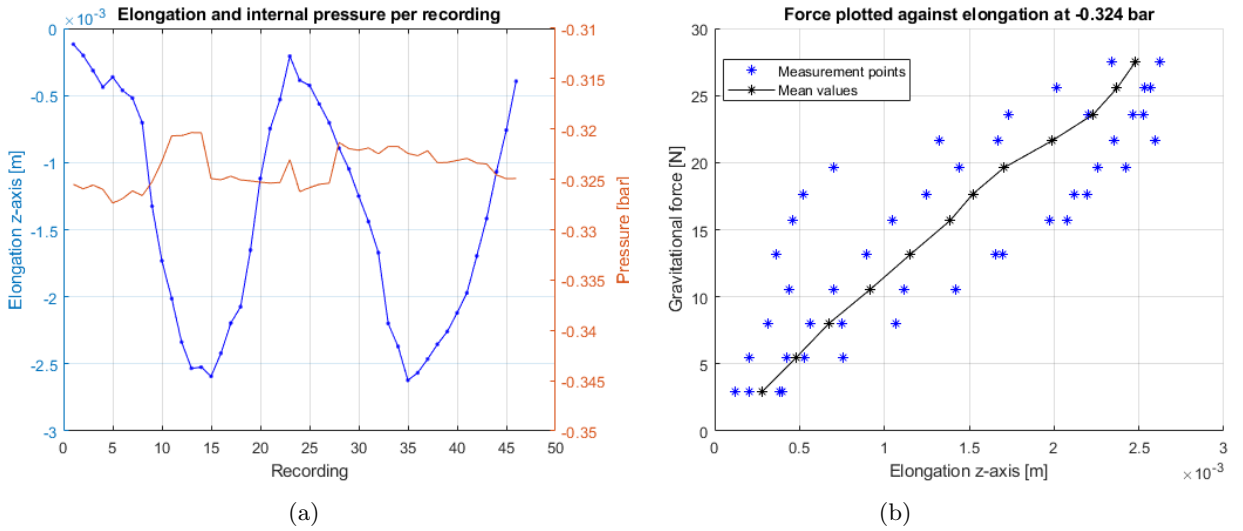 Elongation and internal pressure per recording
×10⁻³
0
-0.5
-1
-1.5
-2
-2.5
-3
Elongation z-axis [m]
-0.31
-0.315
-0.32
-0.325
-0.33
-0.335
-0.34
-0.345
-0.35
Pressure [bar]
0 5 10 15 20 25 30 35 40 45 50
Recording
(a)
Force plotted against elongation at -0.324 bar
30
25
20
15
10
5
0
Gravitational force [N]
Measurement points
Mean values
0 0.5 1 1.5 2 2.5 3
Elongation z-axis [m]
×10⁻³
(b)